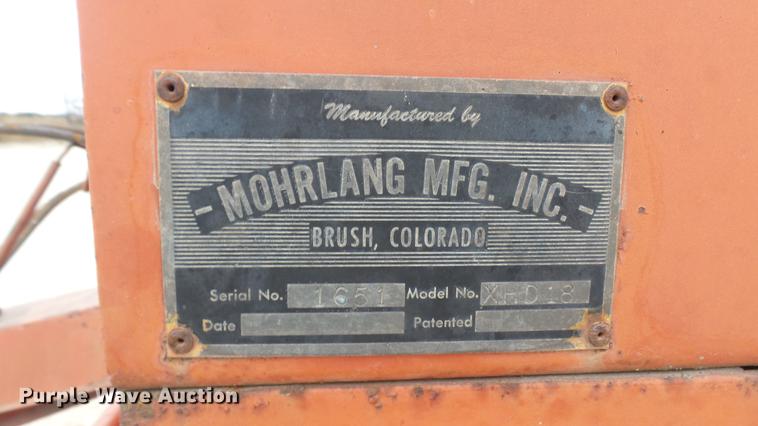 Manufactured by
- MOHRLANG MFG. INC. -
BRUSH, COLORADO
Serial No. 1651 Model No. XHD18
Date Patented
Purple Wave Auction